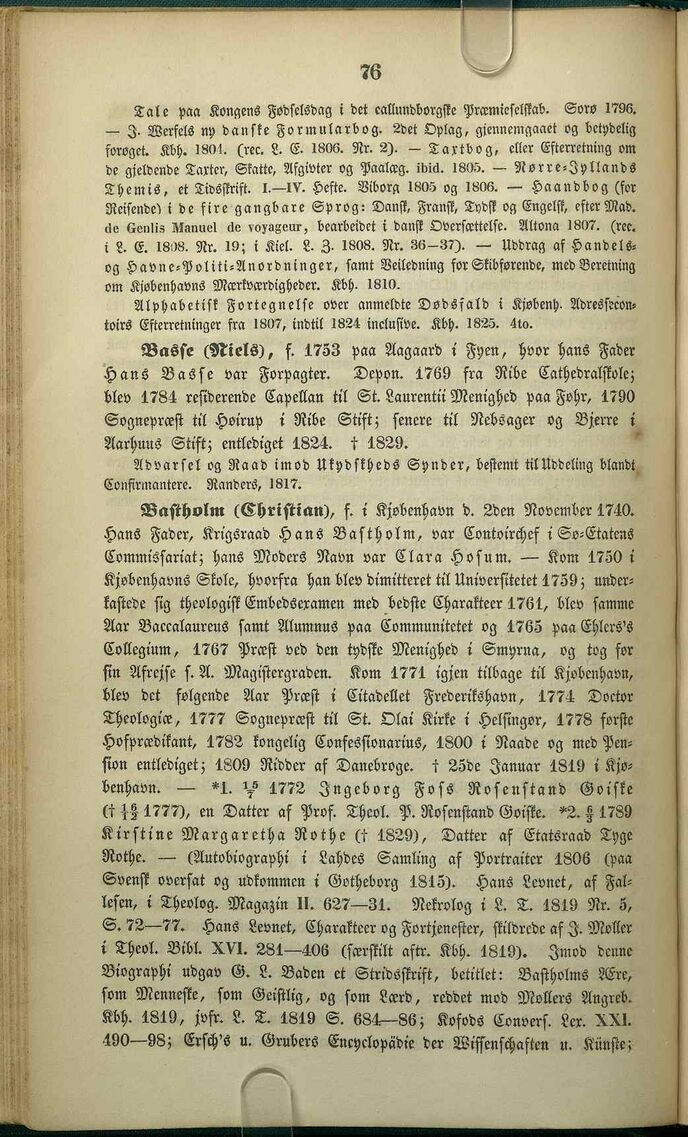 76
Tale paa Kongens Fødselsdag i det callundborgske Præmieselskab. Sorø 1796.
— J. Werfels ny danske Formularbog. 2det Oplag, gjennemgaaet og betydelig
forøget. Kbh. 1804. (rec. L. E. 1806. Nr. 2). — Taxtbog, eller Efterretning om
de gjeldende Taxter, Skatte, Afgivter og Paalæg. ibid. 1805. — Nørre-Jyllands
Themis, et Tidsskrift. I.—IV. Hefte. Viborg 1805 og 1806. — Haandbog (for
Reisende) i de fire gangbare Sprog: Dansk, Fransk, Tydsk og Engelsk, efter Mad.
de Genlis Manuel de voyageur, bearbeidet i dansk Oversættelse. Altona 1807. (rec.
i L. E. 1808. Nr. 19; i Kiel. L. Z. 1808. Nr. 36—37). — Uddrag af Handels-
og Havne-Politi-Anordninger, samt Veiledning for Skibførende, med Beretning
om Kjøbenhavns Mærkværdigheder. Kbh. 1810.
Alphabetisk Fortegnelse over anmeldte Dødsfald i Kjøbenh. Adressecon-
toirs Efterretninger fra 1807, indtil 1824 inclusive. Kbh. 1825. 4to.
Basse (Niels), f. 1753 paa Aagaard i Fyen, hvor hans Fader
Hans Basse var Forpagter. Depon. 1769 fra Ribe Cathedralskole;
blev 1784 residerende Capellan til St. Laurentii Menighed paa Føhr, 1790
Sognepræst til Høirup i Ribe Stift; senere til Nebsager og Bjerre i
Aarhuus Stift; entlediget 1824. † 1829.
Advarsel og Raad imod Ukydskheds Synder, bestemt til Uddeling blandt
Confirmantere. Randers, 1817.
Bastholm (Christian), f. i Kjøbenhavn d. 2den November 1740.
Hans Fader, Krigsraad Hans Bastholm, var Contoirchef i Sø-Etatens
Commissariat; hans Moders Navn var Clara Hosum. — Kom 1750 i
Kjøbenhavns Skole, hvorfra han blev dimitteret til Universitetet 1759; under-
kastede sig theologisk Embedsexamen med bedste Charakteer 1761, blev samme
Aar Baccalaureus samt Alumnus paa Communitetet og 1765 paa Ehlers's
Collegium, 1767 Præst ved den tydske Menighed i Smyrna, og tog før
sin Afrejse s. A. Magistergraden. Kom 1771 igjen tilbage til Kjøbenhavn,
blev det følgende Aar Præst i Citadellet Frederikshavn, 1774 Doctor
Theologiæ, 1777 Sognepræst til St. Olai Kirke i Helsingør, 1778 første
Hofprædikant, 1782 kongelig Confessionarius, 1800 i Naade og med Pen-
sion entlediget; 1809 Ridder af Danebroge. † 25de Januar 1819 i Kjø-
benhavn. — *1. 15/7 1772 Ingeborg Foss Rosenstand Goiske
(† 16/12 1777), en Datter af Prof. Theol. P. Rosenstand Goiske. *2. 6/3 1789
Kirstine Margaretha Rothe († 1829), Datter af Etatsraad Tyge
Rothe. — (Autobiographi i Lahdes Samling af Portraiter 1806 (paa
Svensk oversat og udkommen i Gotheborg 1815). Hans Levnet, af Fal-
lesen, i Theolog. Magazin II. 627—31. Nekrolog i L. T. 1819 Nr. 5,
S. 72—77. Hans Levnet, Charakteer og Fortjenester, skildrede af J. Møller
i Theol. Bibl. XVI. 281—406 (særskilt aftr. Kbh. 1819). Imod denne
Biographi udgav G. L. Baden et Stridsskrift, betitlet: Bastholms Ære,
som Menneske, som Geistlig, og som Lærd, reddet mod Møllers Angreb.
Kbh. 1819, jvfr. L. T. 1819 S. 684—86; Kofods Convers. Lex. XXI.
490—98; Ersch's u. Grubers Encyclopädie der Wissenschaften u. Künste;